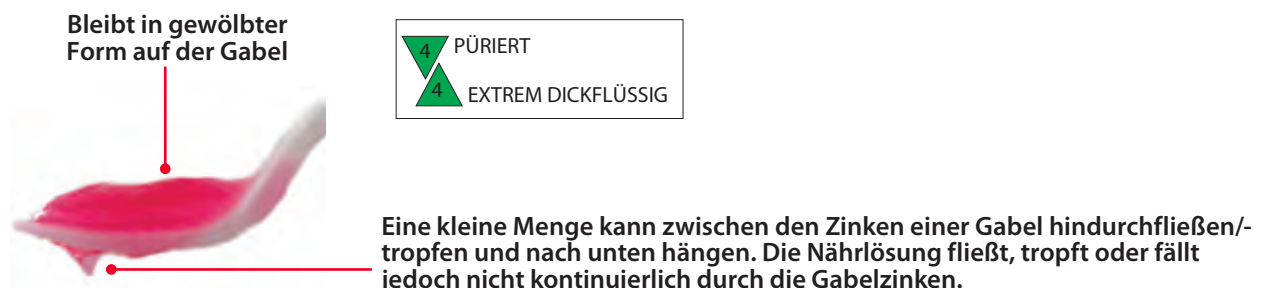 Bleibt in gewölbter
Form auf der Gabel
4 PÜRIERT
4 EXTREM DICKFLÜSSIG
Eine kleine Menge kann zwischen den Zinken einer Gabel hindurchfließen/-
tropfen und nach unten hängen. Die Nährlösung fließt, tropft oder fällt
jedoch nicht kontinuierlich durch die Gabelzinken.